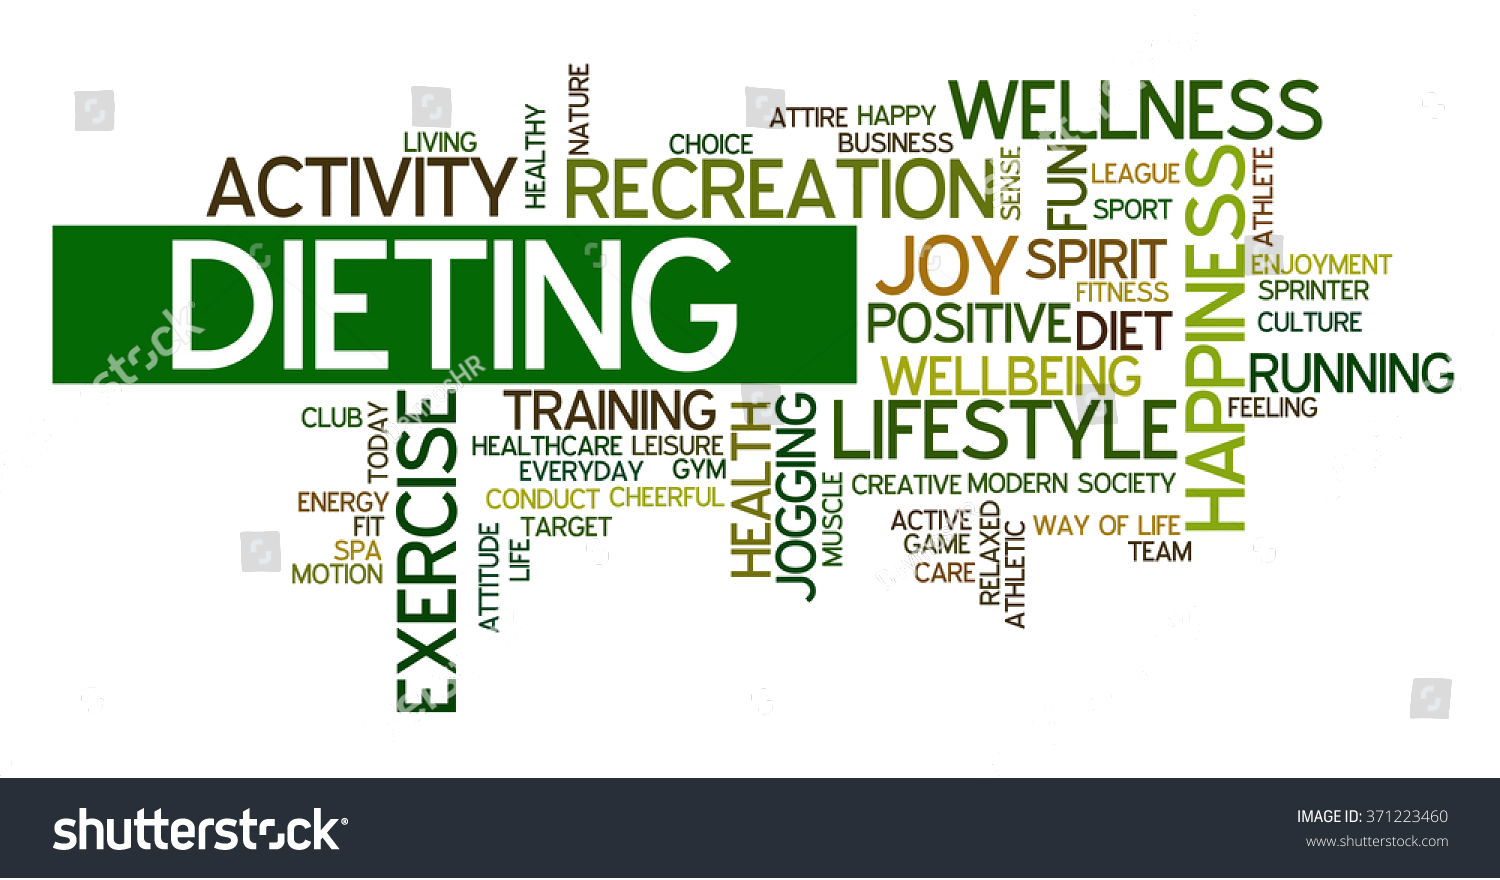 NATURE
HEALTHY
LIVING
CHOICE
ATTIRE
HAPPY
BUSINESS
WELLNESS
ACTIVITY
RECREATION
SENSE
FUN
LEAGUE
SPORT
HAPPINESS
ATHLETE
DIETING
JOY
SPIRIT
FITNESS
ENJOYMENT
SPRINTER
CULTURE
POSITIVE
DIET
WELLBEING
RUNNING
FEELING
LIFESTYLE
CLUB
TODAY
EXERCISE
TRAINING
HEALTHCARE
LEISURE
EVERYDAY
GYM
CONDUCT
CHEERFUL
TARGET
HEALTH
JOGGING
MUSCLE
CREATIVE
MODERN
SOCIETY
ENERGY
FIT
SPA
MOTION
ATTITUDE
LIFE
ACTIVE
GAME
CARE
RELAXED
ATHLETIC
WAY OF LIFE
TEAM
shutterstock
IMAGE ID: 371223460
www.shutterstock.com